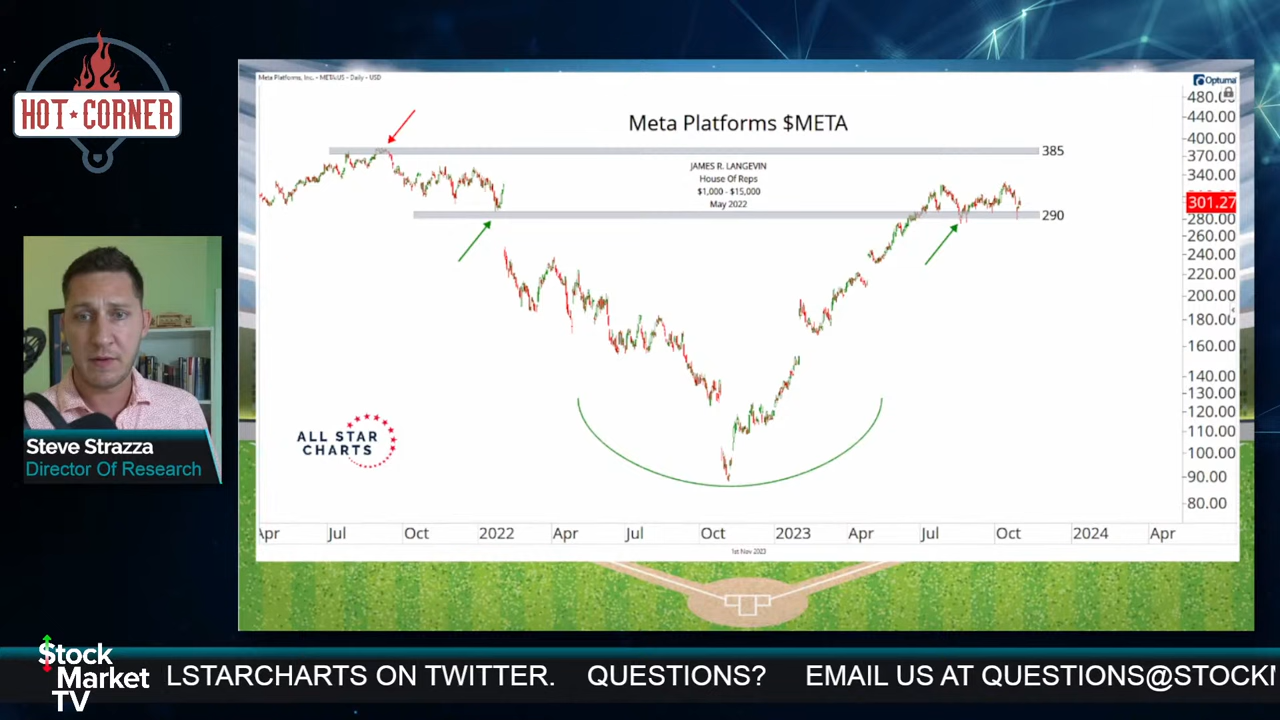 HOT★CORNER
Meta Platforms, Inc. - META:US - Daily - USD
Optuma
Meta Platforms $META
JAMES R. LANGEVIN
House Of Reps
$1,000 - $15,000
May 2022
385
290
480.00
440.00
400.00
370.00
340.00
301.27
280.00
260.00
240.00
220.00
200.00
180.00
160.00
140.00
130.00
120.00
110.00
100.00
90.00
80.00
ALL STAR
CHARTS
Apr Jul Oct 2022 Apr Jul Oct 2023 Apr Jul Oct 2024 Apr
1st Nov 2023
Steve Strazza
Director Of Research
Stock
Market
TV
LSTARCHARTS ON TWITTER. QUESTIONS? EMAIL US AT QUESTIONS@STOCK